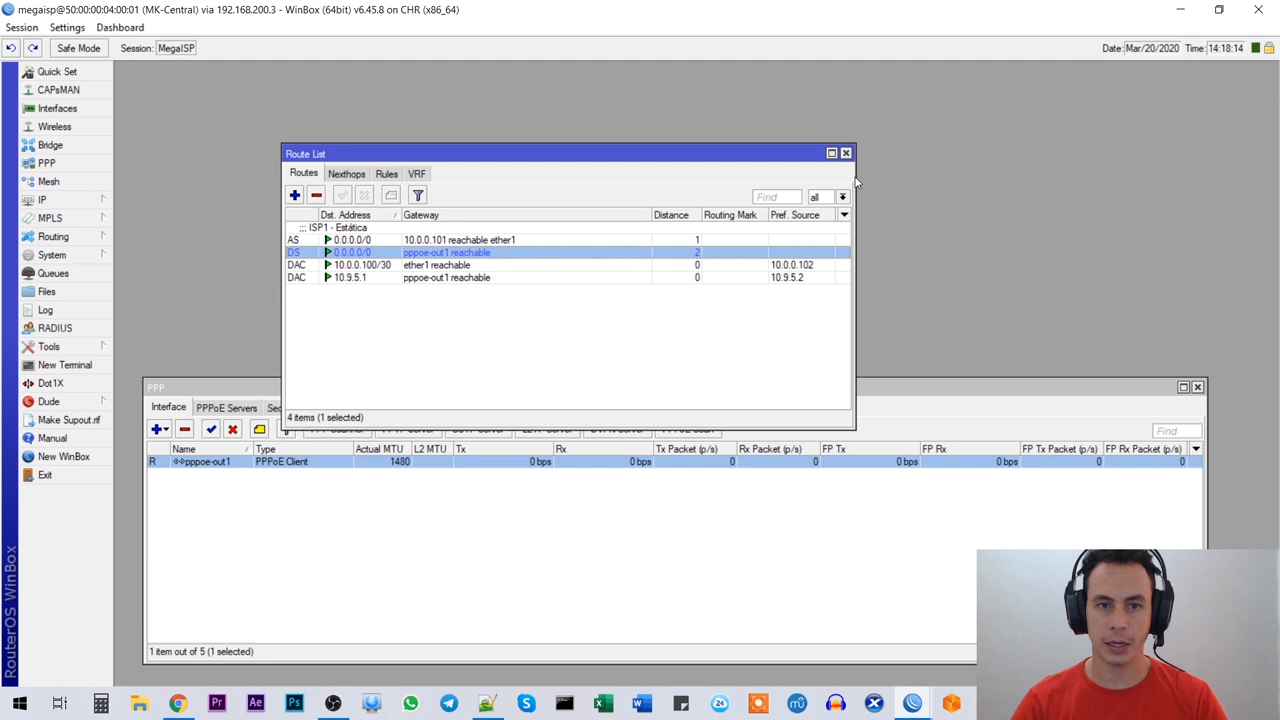 megaisp@50:00:00:04:00:01 (MK-Central) via 192.168.200.3 - WinBox (64bit) v6.45.8 on CHR (x86_64)
Session Settings Dashboard
Safe Mode Session: MegaISP Date: Mar/20/2020 Time: 14:18:14
Quick Set
CAPsMAN
Interfaces
Wireless
Bridge
PPP
Mesh
IP
MPLS
Routing
System
Queues
Files
Log
RADIUS
Tools
New Terminal
Dot1X
Dude
Make Supout.rif
Manual
New WinBox
Exit
RouterOS WinBox
Route List
Routes Nexthops Rules VRF
Find all
Dst. Address Gateway Distance Routing Mark Pref. Source
::: ISP1 - Estática
AS 0.0.0.0/0 10.0.0.101 reachable ether1 1
DS 0.0.0.0/0 pppoe-out1 reachable 2
DAC 10.0.0.100/30 ether1 reachable 0 10.0.0.102
DAC 10.9.5.1 pppoe-out1 reachable 0 10.9.5.2
4 items (1 selected)
PPP
Interface PPPoE Servers
Find
Name Type Actual MTU L2 MTU Tx Rx Tx Packet (p/s) Rx Packet (p/s) FP Tx FP Rx FP Tx Packet (p/s) FP Rx Packet (p/s)
R pppoe-out1 PPPoE Client 1480 0 bps 0 bps 0 0 0 bps 0 bps 0 0
1 item out of 5 (1 selected)
Pr Ae Ps 24